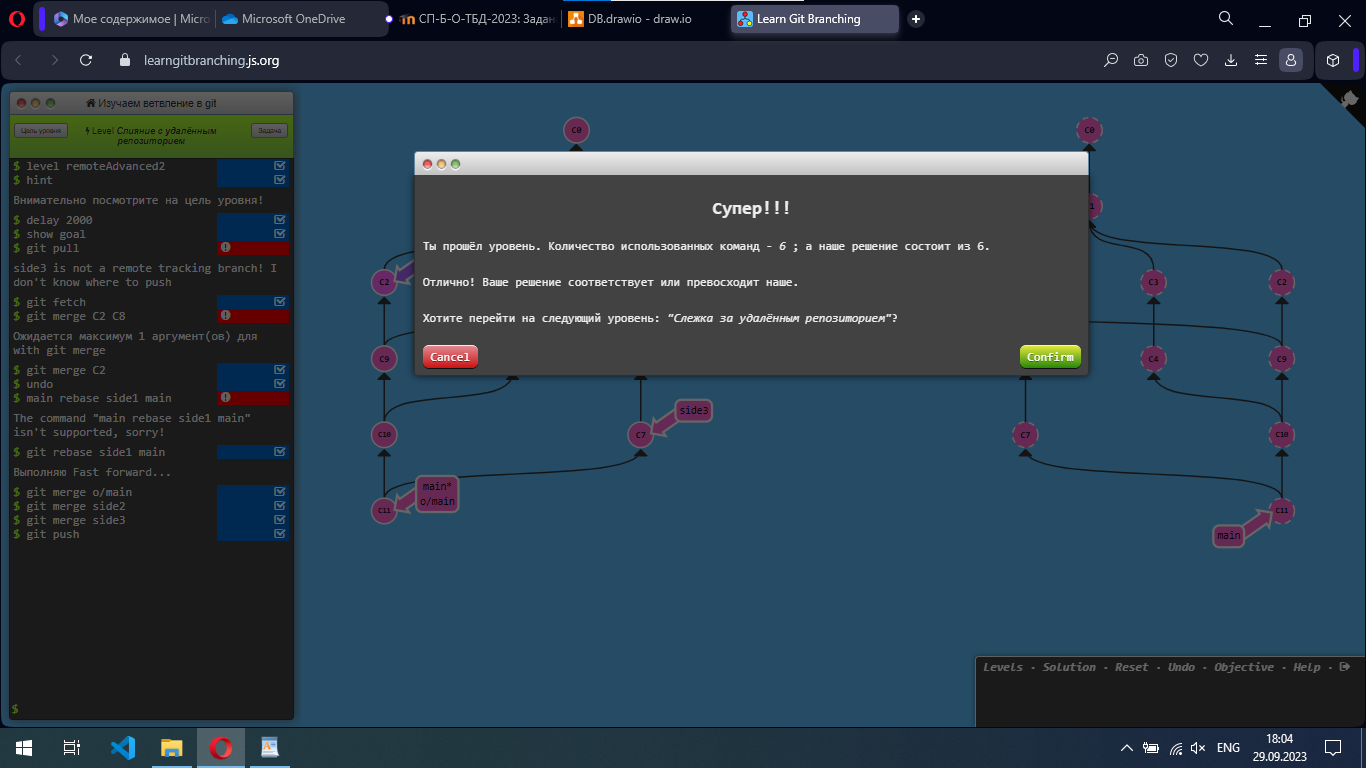 Мое содержимое | Micro
Microsoft OneDrive
СП-Б-О-ТБД-2023: Задан
DB.drawio - draw.io
Learn Git Branching
learngitbranching.js.org
Изучаем ветвление в git
Цель уровня
Level Слияние с удалённым репозиторием
Задача
$ level remoteAdvanced2
$ hint
Внимательно посмотрите на цель уровня!
$ delay 2000
$ show goal
$ git pull
side3 is not a remote tracking branch! I
don't know where to push
$ git fetch
$ git merge C2 C8
Ожидается максимум 1 аргумент(ов) для
with git merge
$ git merge C2
$ undo
$ main rebase side1 main
The command "main rebase side1 main"
isn't supported, sorry!
$ git rebase side1 main
Выполняю Fast forward...
$ git merge o/main
$ git merge side2
$ git merge side3
$ git push
$
C0
C0
1
Супер!!!
Ты прошёл уровень. Количество использованных команд - 6 ; а наше решение состоит из 6.
Отлично! Ваше решение соответствует или превосходит наше.
Хотите перейти на следующий уровень: "Слежка за удалённым репозиторием"?
Cancel
Confirm
C2
C3
C2
C9
C4
C9
side3
C10
C7
C7
C10
main*
o/main
C11
C11
main
Levels - Solution - Reset - Undo - Objective - Help -
ENG
18:04
29.09.2023